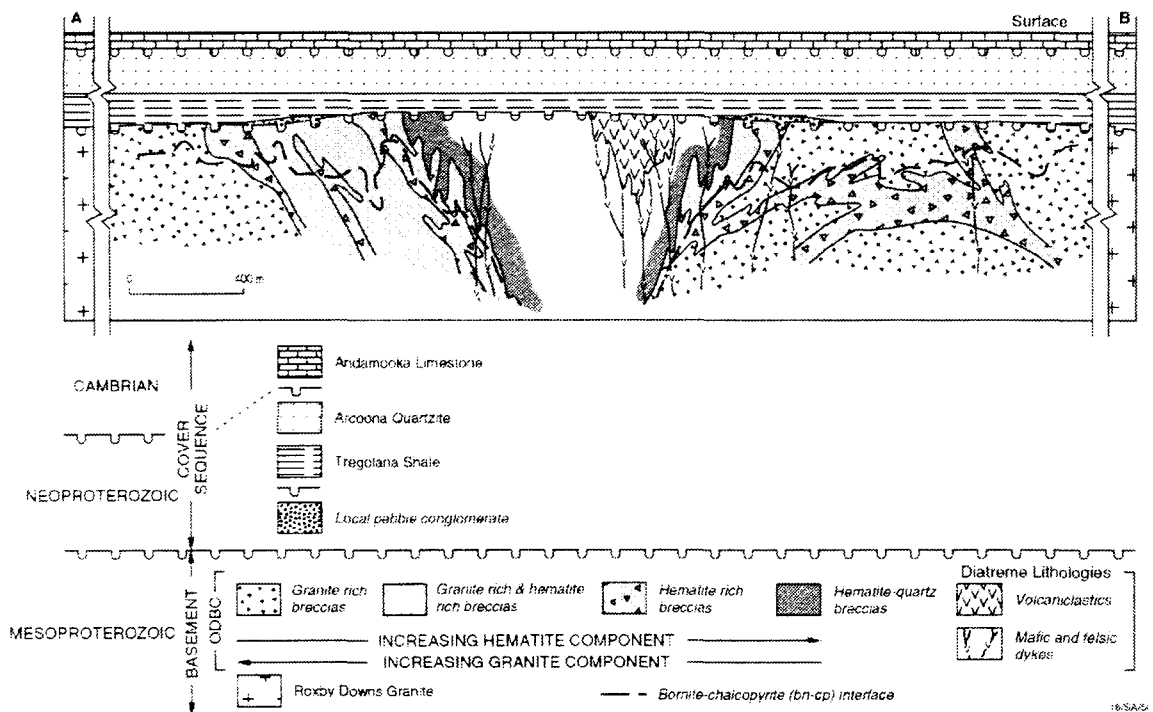 A
Surface
B
0 400 m
Andamooka Limestone
CAMBRIAN
Arcoona Quartzite
COVER
SEQUENCE
Tregolana Shale
NEOPROTEROZOIC
Local pebble conglomerate
Diatreme Lithologies
Granite rich
breccias
Granite rich & hematite
rich breccias
Hematite rich
breccias
Hematite-quartz
breccias
Volcaniclastics
MESOPROTEROZOIC
BASEMENT
ODBC
INCREASING HEMATITE COMPONENT
INCREASING GRANITE COMPONENT
Mafic and felsic
dykes
Roxby Downs Granite
Bornite-chalcopyrite (bn-cp) interface